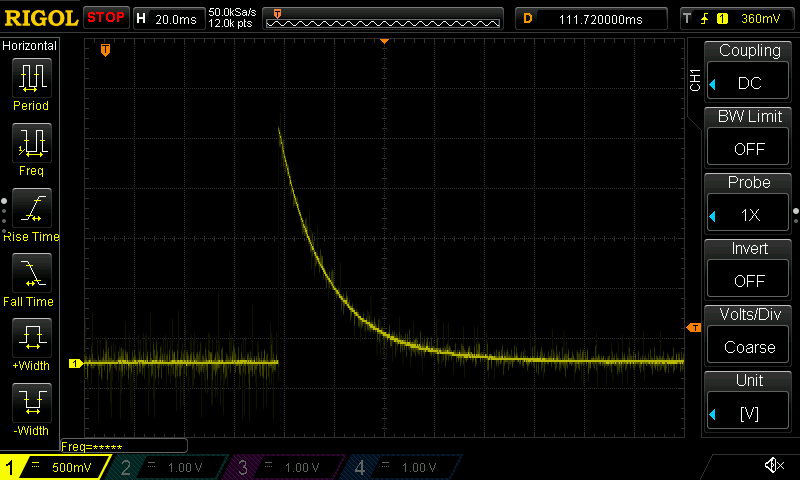 RIGOL STOP H 20.0ms 50.0kSa/s 12.0k pts T D 111.720000ms T 1 360mV
Horizontal
Period
Freq
Rise Time
Fall Time
+Width
-Width
T
1
T
Freq=*****
CH1
Coupling
DC
BW Limit
OFF
Probe
1X
Invert
OFF
Volts/Div
Coarse
Unit
[V]
1 500mV 2 1.00 V 3 1.00 V 4 1.00 V